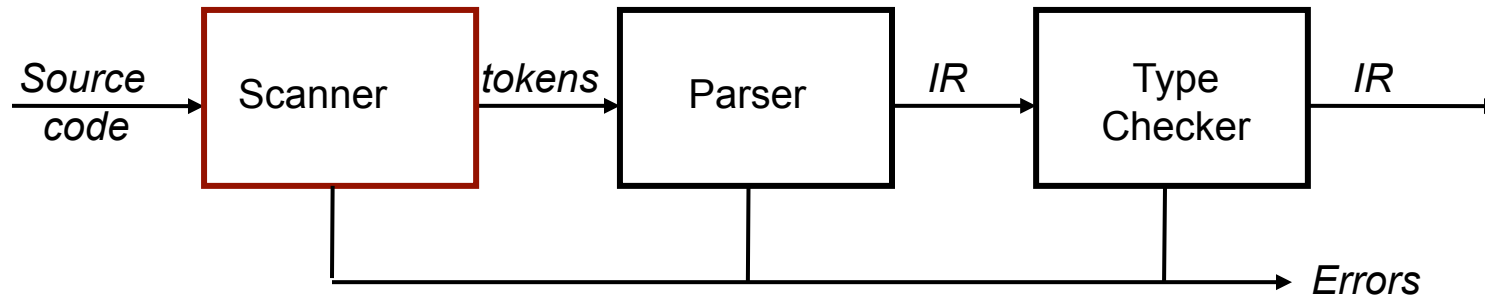 Source
code
Scanner
tokens
Parser
IR
Type
Checker
IR
Errors